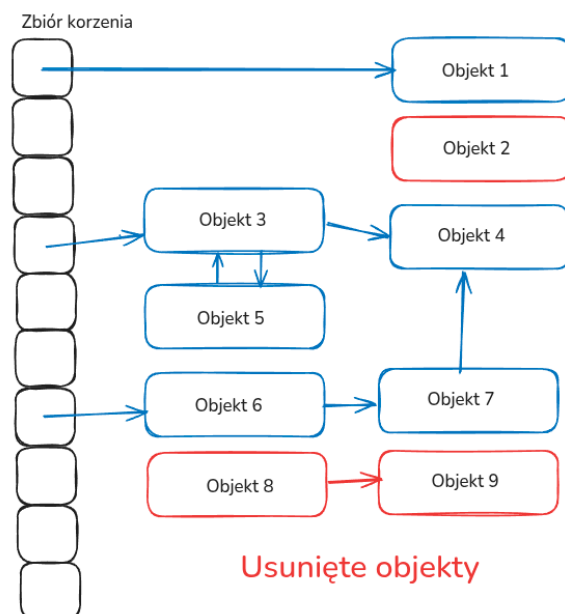 Zbiór korzenia
Objekt 1
Objekt 2
Objekt 3
Objekt 4
Objekt 5
Objekt 6
Objekt 7
Objekt 8
Objekt 9
Usunięte objekty